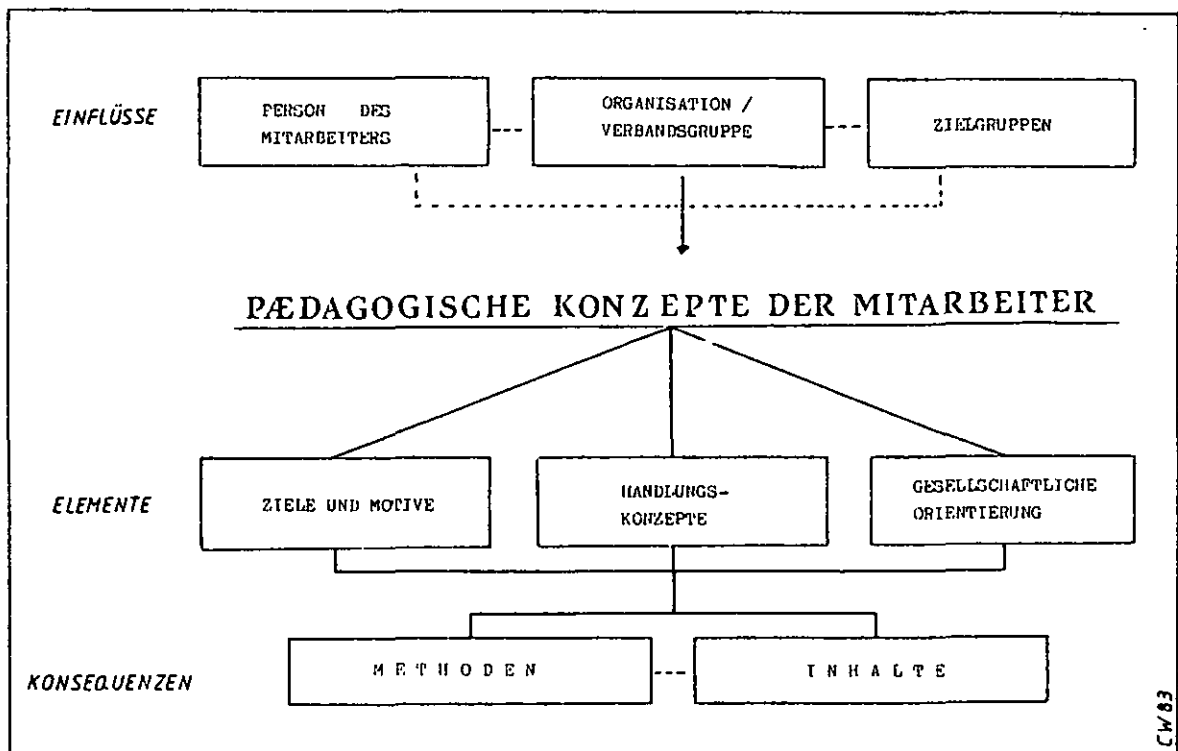 EINFLÜSSE
PERSON DES
MITARBEITERS
ORGANISATION /
VERBANDSGRUPPE
ZIELGRUPPEN
PÆDAGOGISCHE KONZEPTE DER MITARBEITER
ELEMENTE
ZIELE UND MOTIVE
HANDLUNGS-
KONZEPTE
GESELLSCHAFTLICHE
ORIENTIERUNG
KONSEQUENZEN
METHODEN
INHALTE
CW83